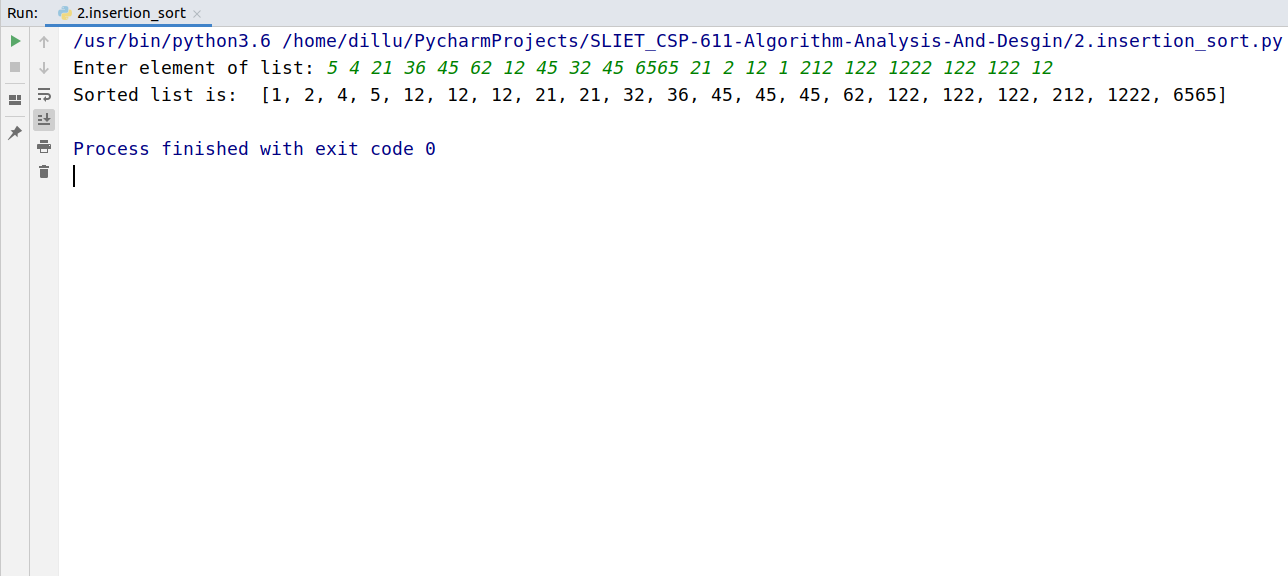 Run: 2.insertion_sort
/usr/bin/python3.6 /home/dillu/PycharmProjects/SLIET_CSP-611-Algorithm-Analysis-And-Desgin/2.insertion_sort.py
Enter element of list: 5 4 21 36 45 62 12 45 32 45 6565 21 2 12 1 212 122 1222 122 122 12
Sorted list is:  [1, 2, 4, 5, 12, 12, 12, 21, 21, 32, 36, 45, 45, 45, 62, 122, 122, 122, 212, 1222, 6565]
Process finished with exit code 0